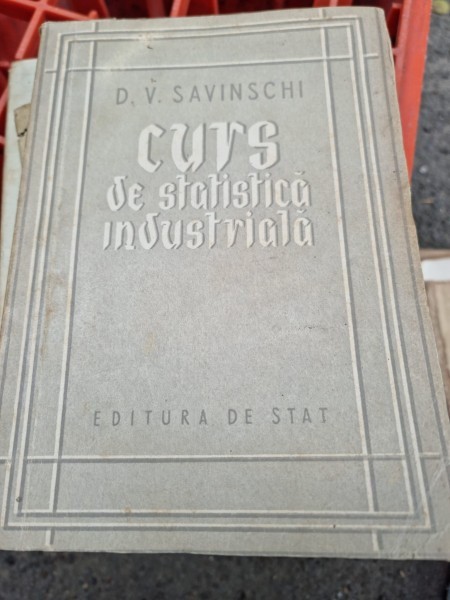 D. V. SAVINSCHI
CURS
de statistică
industrială
EDITURA DE STAT